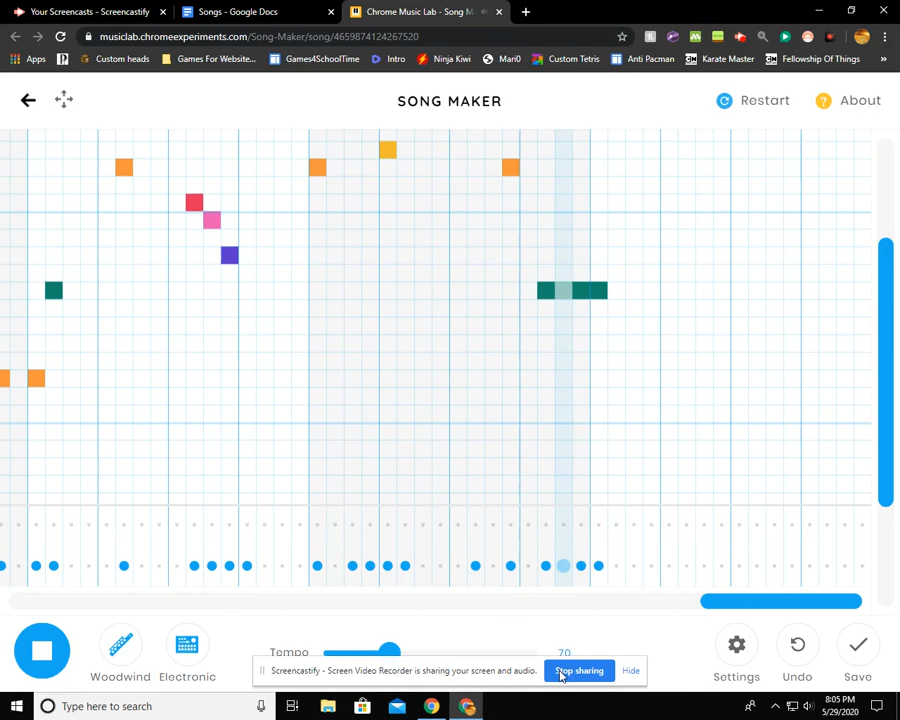 Your Screencasts - Screencastify
Songs - Google Docs
Chrome Music Lab - Song M
musiclab.chromeexperiments.com/Song-Maker/song/4659874124267520
Apps
Custom heads
Games For Website...
Games4SchoolTime
Intro
Ninja Kiwi
Mari0
Custom Tetris
Anti Pacman
Karate Master
Fellowship Of Things
»
SONG MAKER
Restart
? About
Woodwind
Electronic
Tempo
70
Settings
Undo
Save
Screencastify - Screen Video Recorder is sharing your screen and audio.
Stop sharing
Hide
Type here to search
8:05 PM
5/29/2020